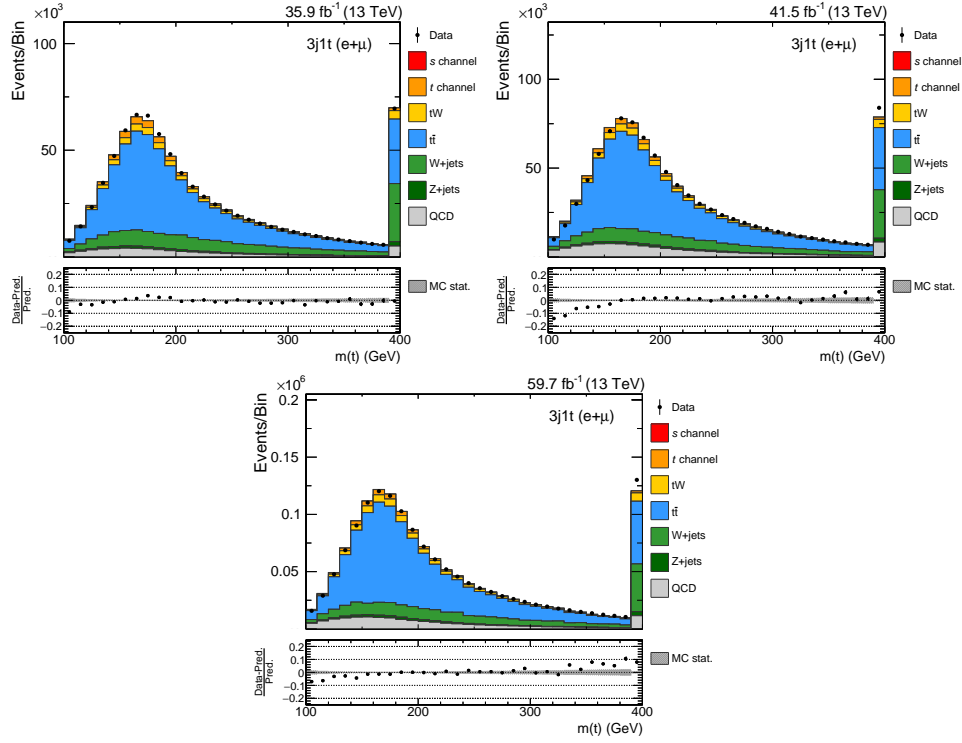 ×10³
35.9 fb⁻¹ (13 TeV)
Events/Bin
3j1t (e+μ)
100
50
Data
s channel
t channel
tW
tt̄
W+jets
Z+jets
QCD
Data-Pred.
Pred.
0.2
0.1
0
−0.1
−0.2
MC stat.
100
200
300
400
m(t) (GeV)
×10³
41.5 fb⁻¹ (13 TeV)
Events/Bin
3j1t (e+μ)
100
50
Data
s channel
t channel
tW
tt̄
W+jets
Z+jets
QCD
Data-Pred.
Pred.
0.2
0.1
0
−0.1
−0.2
MC stat.
100
200
300
400
m(t) (GeV)
×10⁶
59.7 fb⁻¹ (13 TeV)
Events/Bin
3j1t (e+μ)
0.2
0.15
0.1
0.05
Data
s channel
t channel
tW
tt̄
W+jets
Z+jets
QCD
Data-Pred.
Pred.
0.2
0.1
0
−0.1
−0.2
MC stat.
100
200
300
400
m(t) (GeV)